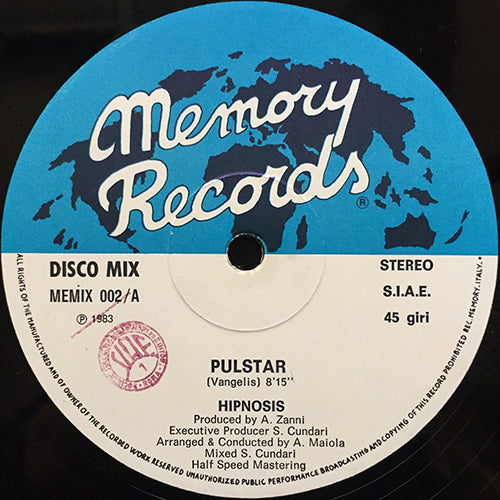 Memory
Records
®
DISCO MIX
STEREO
MEMIX 002/A
S.I.A.E.
℗ 1983
45 giri
PULSTAR
(Vangelis) 8'15''
HIPNOSIS
Produced by A. Zanni
Executive Producer S. Cundari
Arranged & Conducted by A. Maiola
Mixed S. Cundari
Half Speed Mastering
ALL RIGHTS OF THE MANUFACTURED AND OWNER OF THE RECORDED WORK RESERVED UNAUTHORIZED PUBLIC PERFORMANCE BROADCASTING AND COPYING OF THIS RECORD PROHIBITED REC. MEMORY, ITALY.